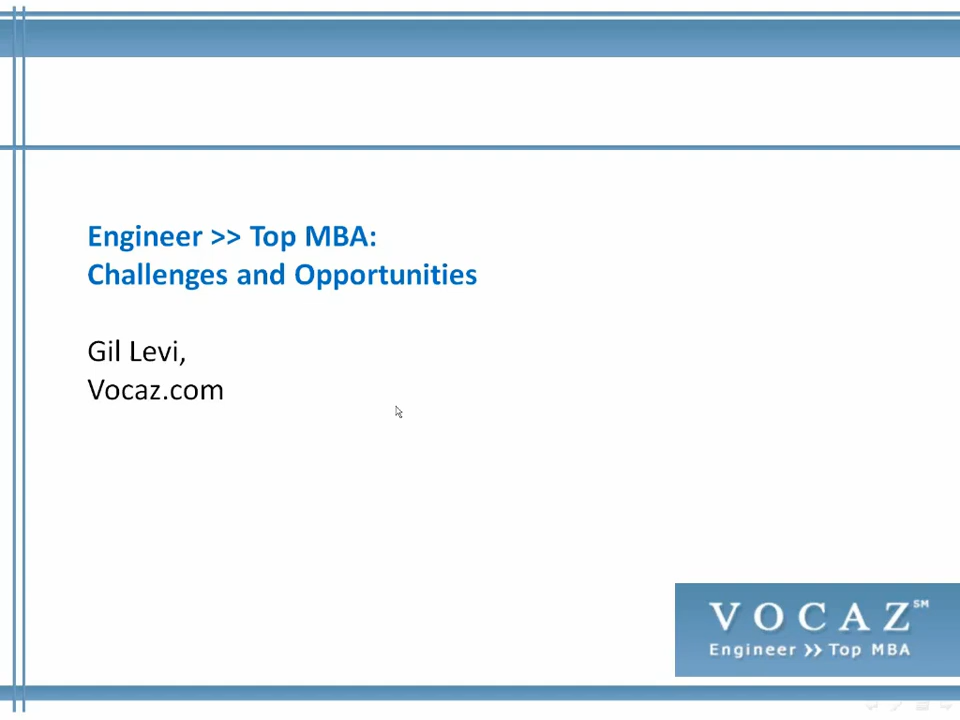 Engineer >> Top MBA:
Challenges and Opportunities
Gil Levi,
Vocaz.com
VOCAZ℠
Engineer >> Top MBA